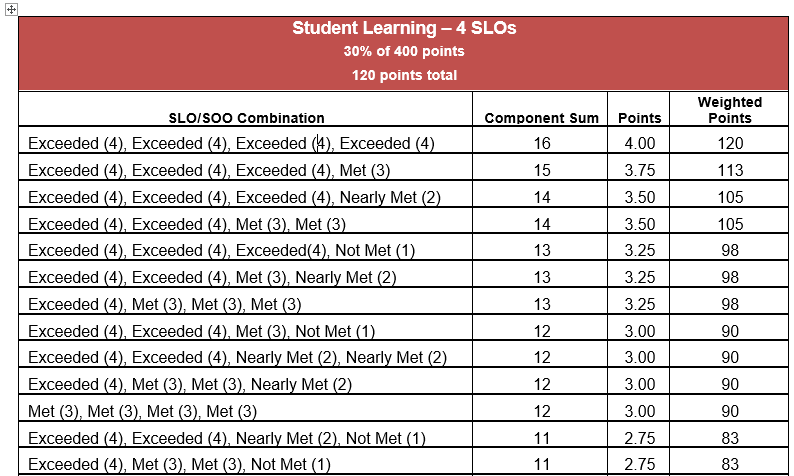 Student Learning – 4 SLOs
30% of 400 points
120 points total
SLO/SOO Combination Component Sum Points Weighted Points
Exceeded (4), Exceeded (4), Exceeded (4), Exceeded (4) 16 4.00 120
Exceeded (4), Exceeded (4), Exceeded (4), Met (3) 15 3.75 113
Exceeded (4), Exceeded (4), Exceeded (4), Nearly Met (2) 14 3.50 105
Exceeded (4), Exceeded (4), Met (3), Met (3) 14 3.50 105
Exceeded (4), Exceeded (4), Exceeded(4), Not Met (1) 13 3.25 98
Exceeded (4), Exceeded (4), Met (3), Nearly Met (2) 13 3.25 98
Exceeded (4), Met (3), Met (3), Met (3) 13 3.25 98
Exceeded (4), Exceeded (4), Met (3), Not Met (1) 12 3.00 90
Exceeded (4), Exceeded (4), Nearly Met (2), Nearly Met (2) 12 3.00 90
Exceeded (4), Met (3), Met (3), Nearly Met (2) 12 3.00 90
Met (3), Met (3), Met (3), Met (3) 12 3.00 90
Exceeded (4), Exceeded (4), Nearly Met (2), Not Met (1) 11 2.75 83
Exceeded (4), Met (3), Met (3), Not Met (1) 11 2.75 83